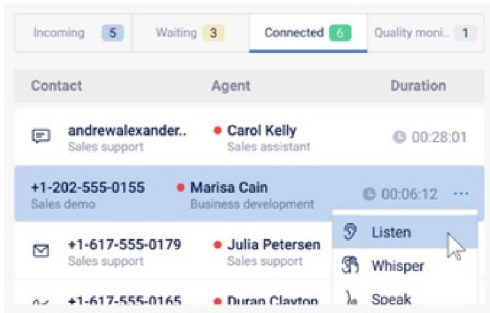 Incoming 5 Waiting 3 Connected 6 Quality moni.. 1
Contact Agent Duration
andrewalexander.. Carol Kelly 00:28:01
Sales support Sales assistant
+1-202-555-0155 Marisa Cain 00:06:12 ...
Sales demo Business development
Listen
+1-617-555-0179 Julia Petersen
Sales support Sales support
Whisper
+1-617-555-0165 Duran Clayton Speak